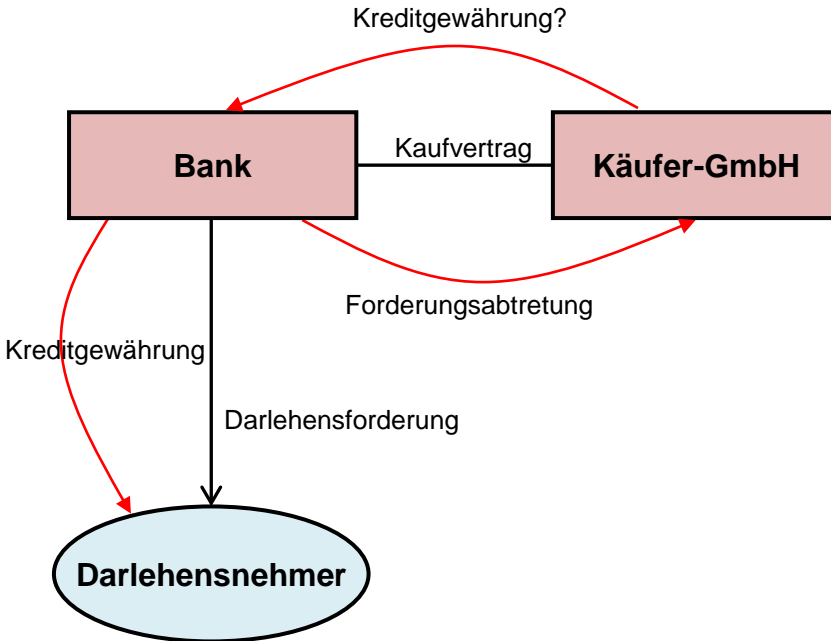 Kreditgewährung?
Bank
Kaufvertrag
Käufer-GmbH
Forderungsabtretung
Kreditgewährung
Darlehensforderung
Darlehensnehmer